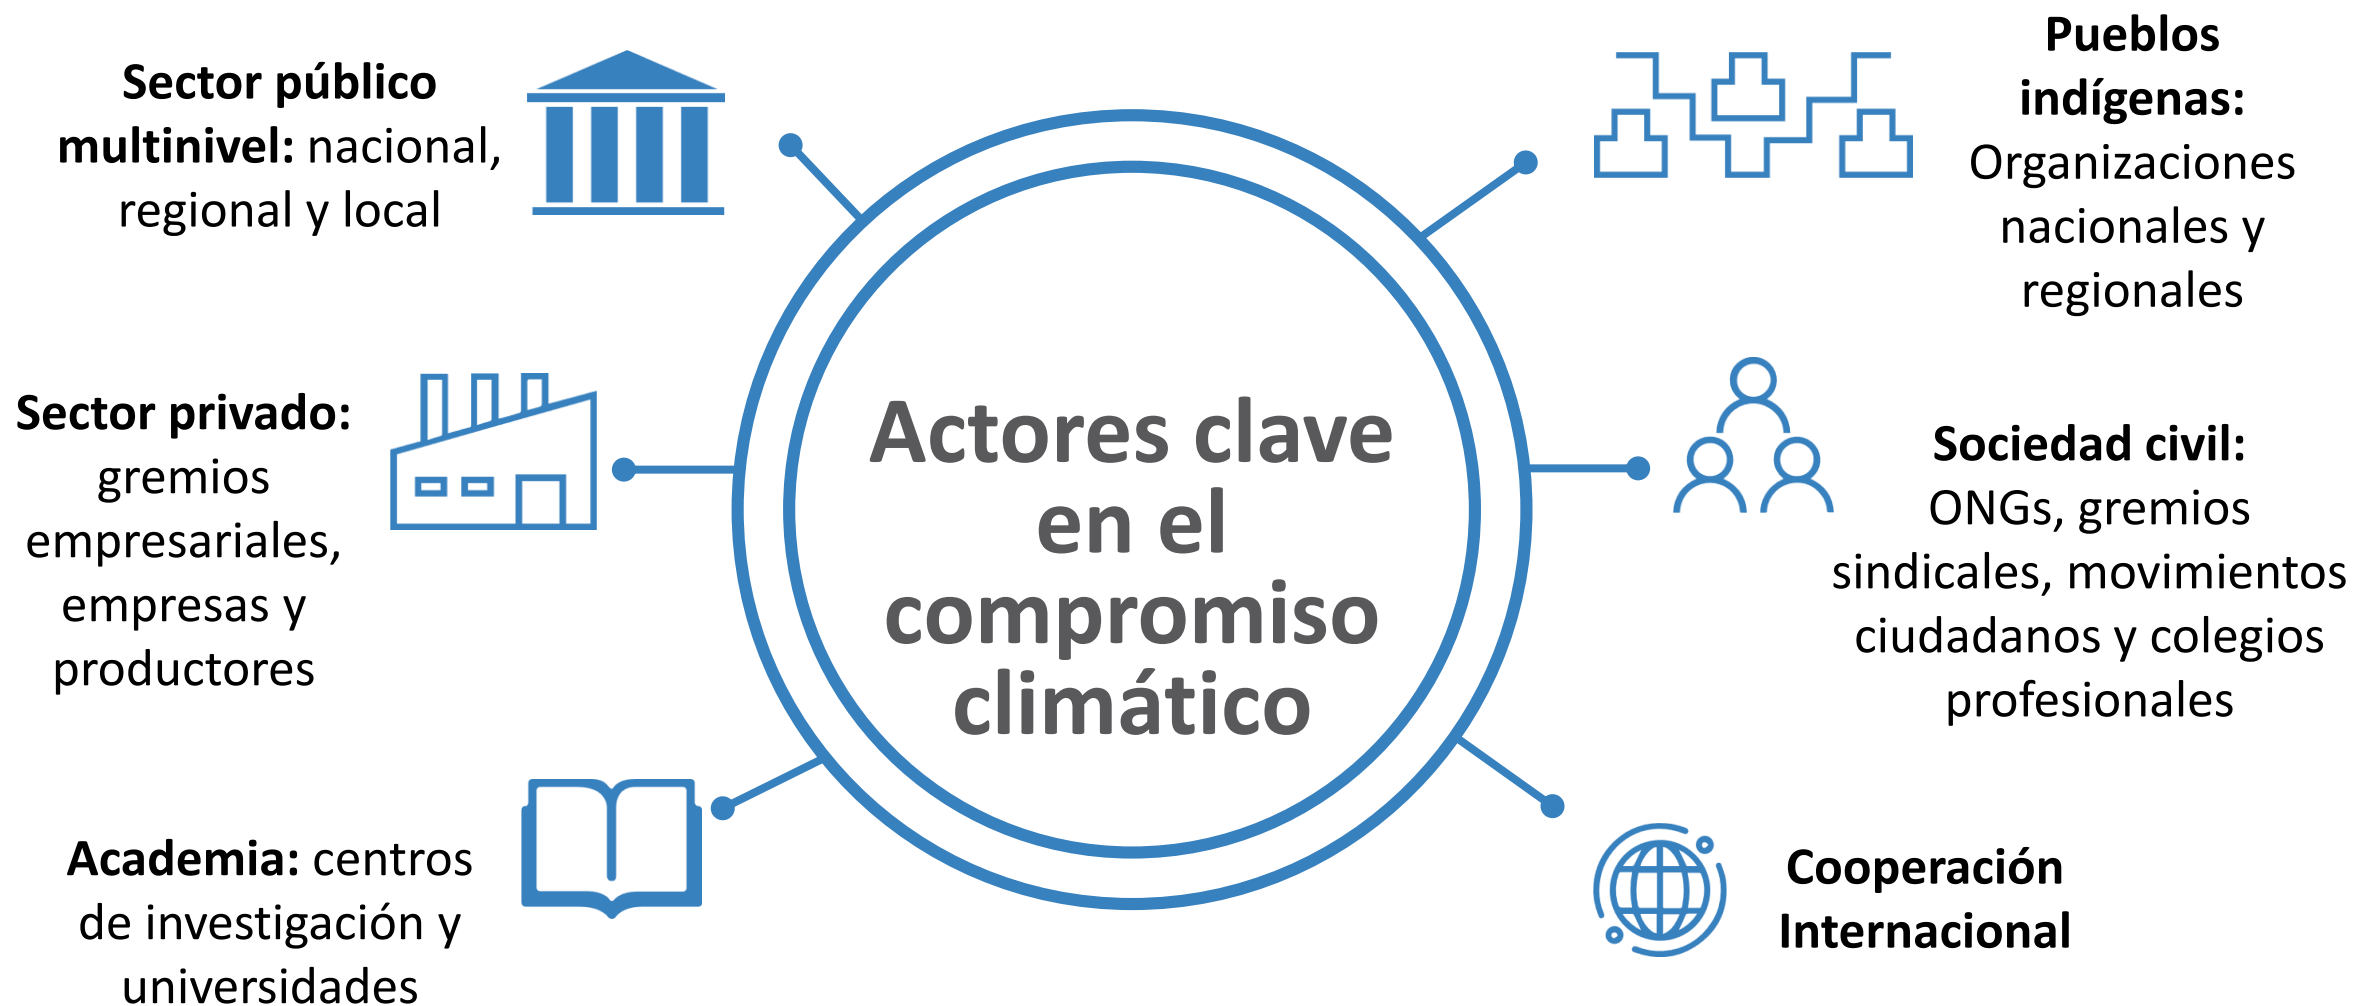 Sector público
multinivel: nacional,
regional y local
Sector privado:
gremios
empresariales,
empresas y
productores
Academia: centros
de investigación y
universidades
Actores clave
en el
compromiso
climático
Pueblos
indígenas:
Organizaciones
nacionales y
regionales
Sociedad civil:
ONGs, gremios
sindicales, movimientos
ciudadanos y colegios
profesionales
Cooperación
Internacional